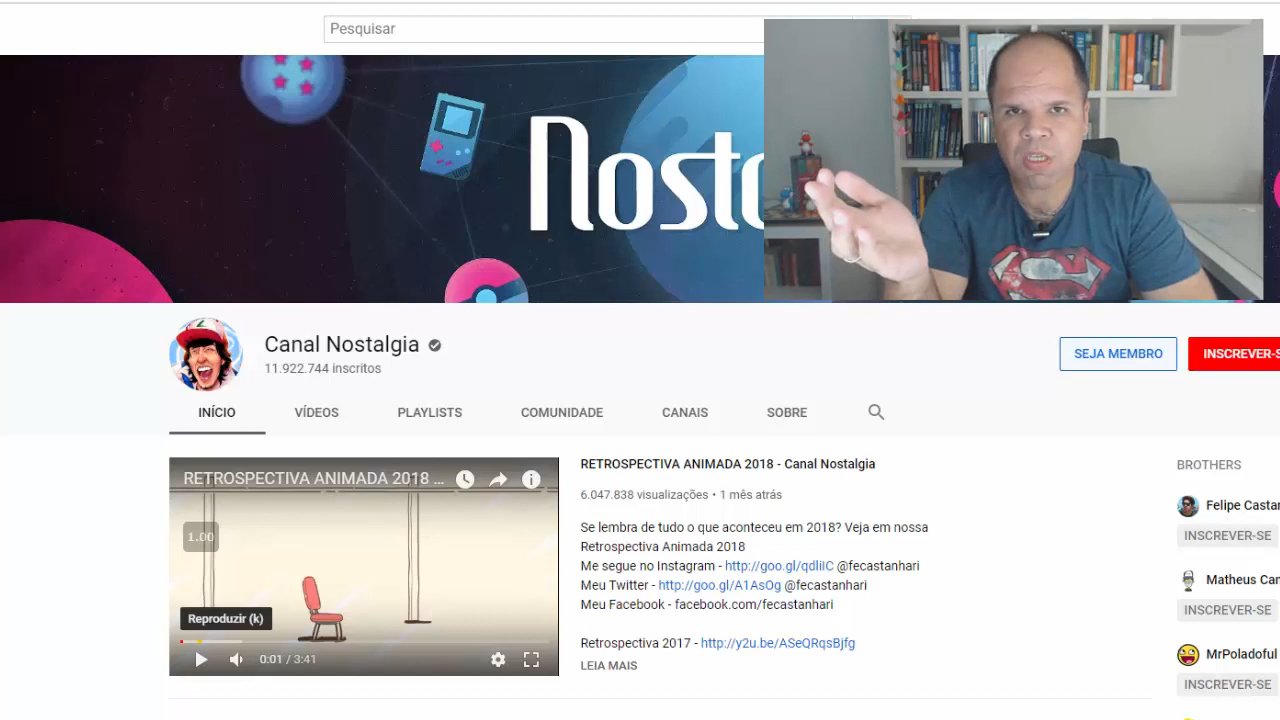 Pesquisar
Nosta
Canal Nostalgia
11.922.744 inscritos
SEJA MEMBRO
INSCREVER-S
INÍCIO
VÍDEOS
PLAYLISTS
COMUNIDADE
CANAIS
SOBRE
RETROSPECTIVA ANIMADA 2018 ...
1.00
Reproduzir (k)
0:01 / 3:41
RETROSPECTIVA ANIMADA 2018 - Canal Nostalgia
6.047.838 visualizações • 1 mês atrás
Se lembra de tudo o que aconteceu em 2018? Veja em nossa
Retrospectiva Animada 2018
Me segue no Instagram - http://goo.gl/qdliIC @fecastanhari
Meu Twitter - http://goo.gl/A1AsOg @fecastanhari
Meu Facebook - facebook.com/fecastanhari
Retrospectiva 2017 - http://y2u.be/ASeQRqsBjfg
LEIA MAIS
BROTHERS
Felipe Castan
INSCREVER-SE
Matheus Can
INSCREVER-SE
MrPoladoful
INSCREVER-SE